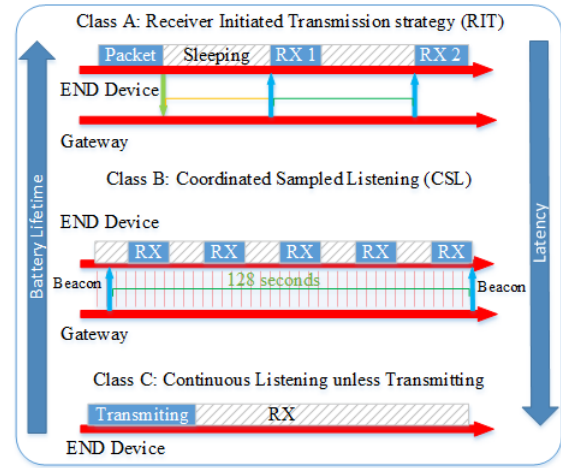 Class A: Receiver Initiated Transmission strategy (RIT)
Packet Sleeping RX 1 RX 2
END Device
Gateway
Class B: Coordinated Sampled Listening (CSL)
END Device
RX RX RX RX RX
Beacon 128 seconds Beacon
Gateway
Class C: Continuous Listening unless Transmitting
Transmiting RX
END Device
Battery Lifetime
Latency